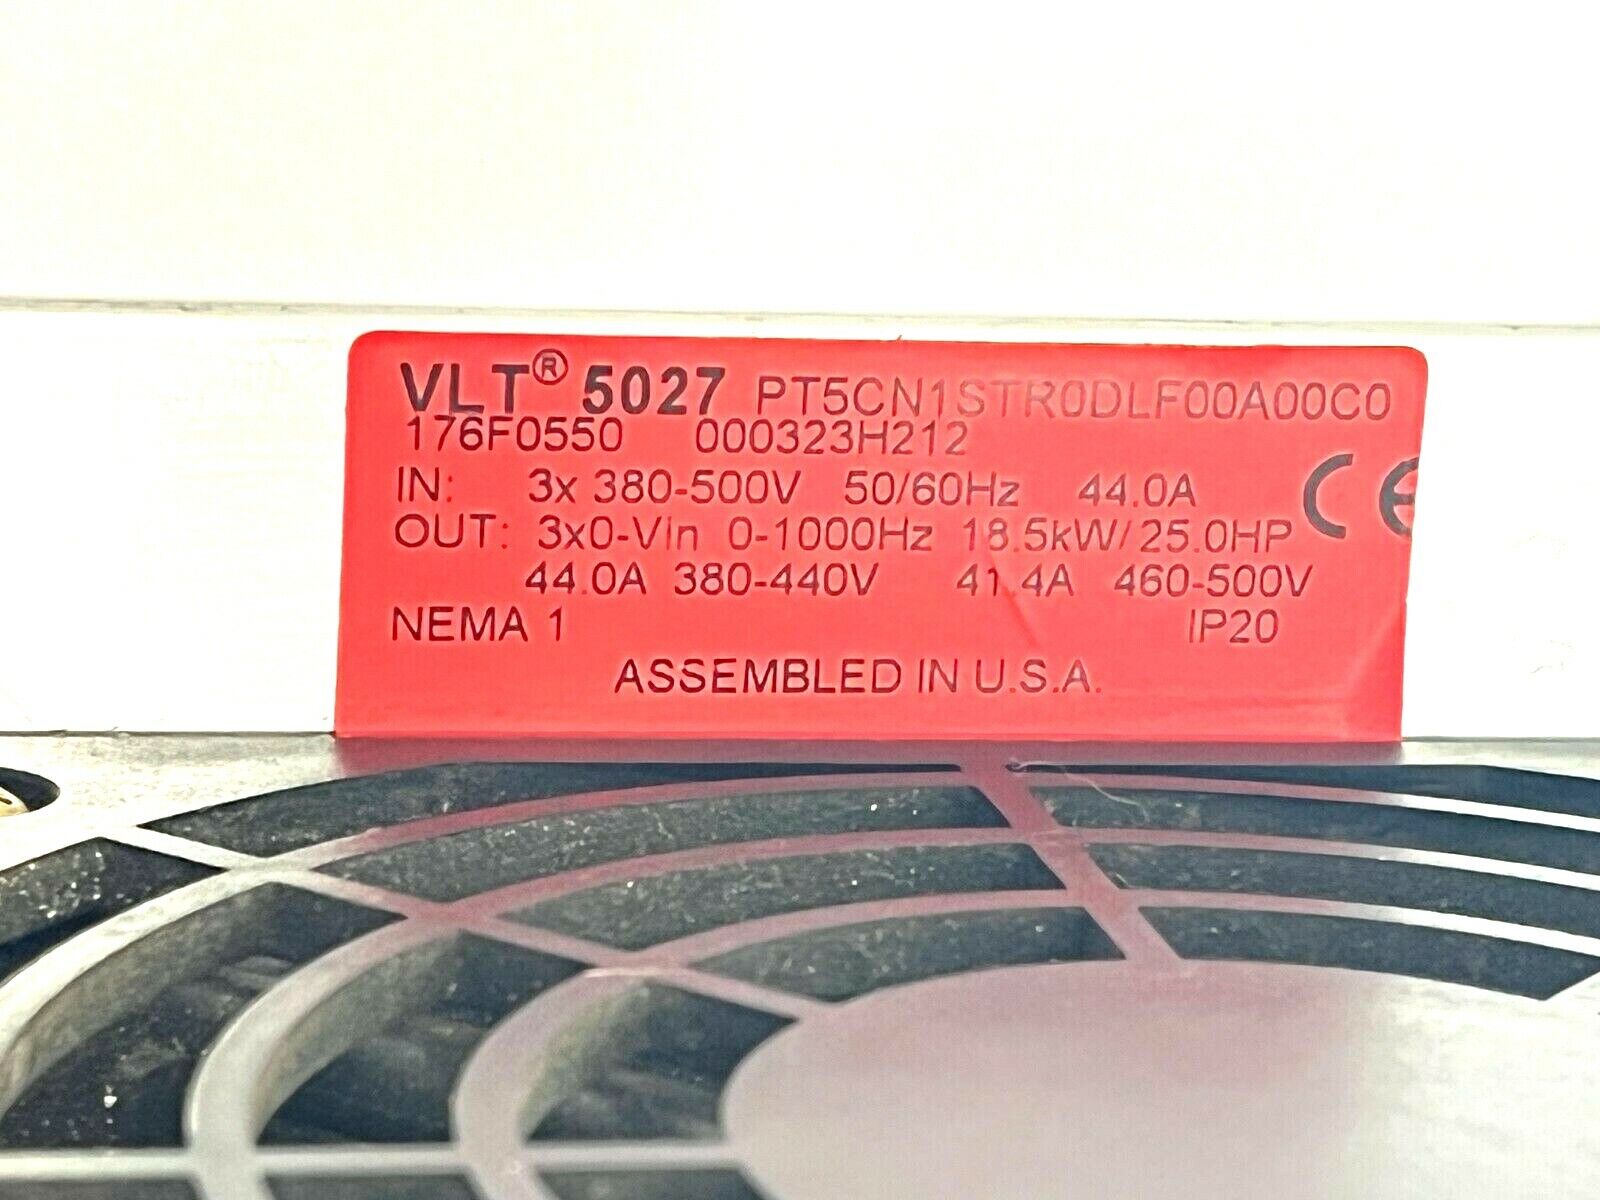 VLT® 5027 PT5CN1STR0DLF00A00C0
176F0550 000323H212
IN: 3x 380-500V 50/60Hz 44.0A
OUT: 3x0-Vin 0-1000Hz 18.5kW/25.0HP CE
44.0A 380-440V 41.4A 460-500V
NEMA 1 IP20
ASSEMBLED IN U.S.A.